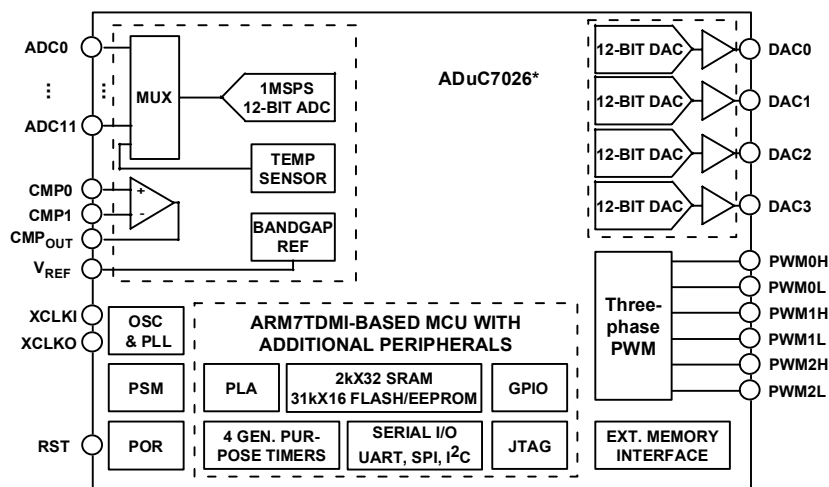 ADC0
...
...
ADC11
CMP0
CMP1
CMPOUT
VREF
XCLKI
XCLKO
RST
MUX
+
-
1MSPS
12-BIT ADC
TEMP
SENSOR
BANDGAP
REF
ADuC7026*
12-BIT DAC
DAC0
12-BIT DAC
DAC1
12-BIT DAC
DAC2
12-BIT DAC
DAC3
Three-
phase
PWM
PWM0H
PWM0L
PWM1H
PWM1L
PWM2H
PWM2L
OSC
& PLL
PSM
POR
ARM7TDMI-BASED MCU WITH
ADDITIONAL PERIPHERALS
PLA
2kX32 SRAM
31kX16 FLASH/EEPROM
GPIO
4 GEN. PUR-
POSE TIMERS
SERIAL I/O
UART, SPI, I²C
JTAG
EXT. MEMORY
INTERFACE